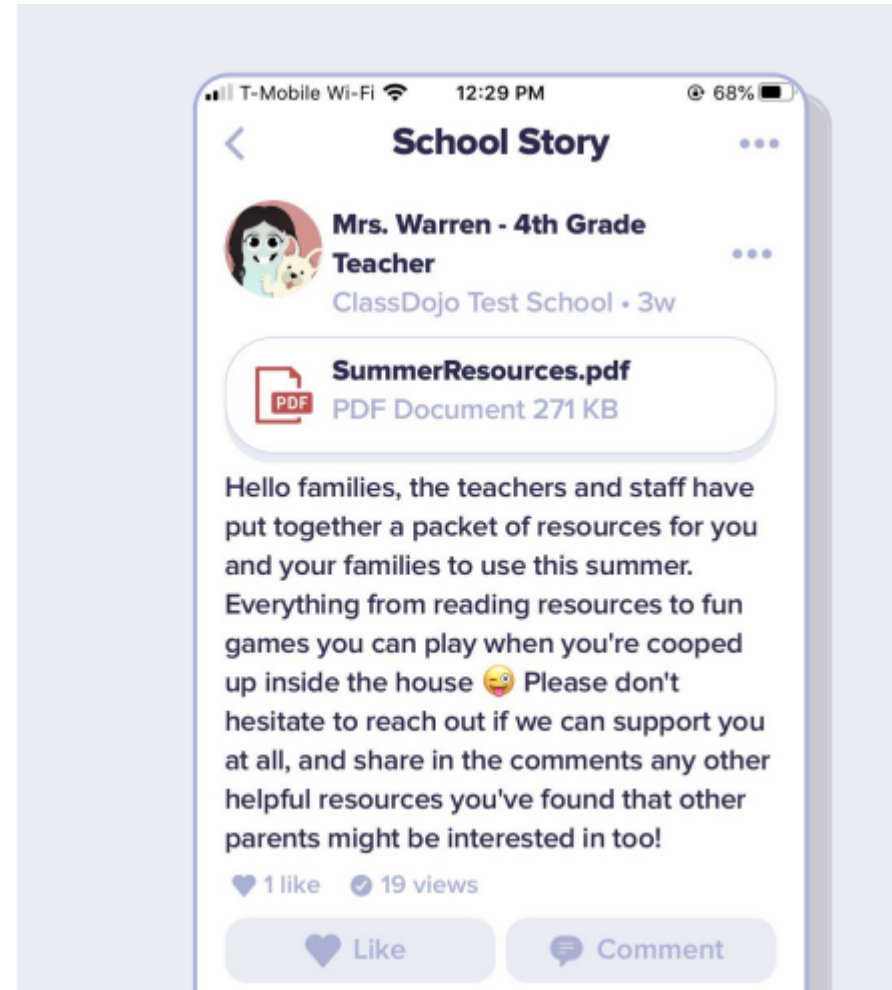 T-Mobile Wi-Fi 12:29 PM 68%
School Story
Mrs. Warren - 4th Grade
Teacher
ClassDojo Test School • 3w
SummerResources.pdf
PDF
PDF Document 271 KB
Hello families, the teachers and staff have
put together a packet of resources for you
and your families to use this summer.
Everything from reading resources to fun
games you can play when you're cooped
up inside the house 😜 Please don't
hesitate to reach out if we can support you
at all, and share in the comments any other
helpful resources you've found that other
parents might be interested in too!
1 like 19 views
Like Comment